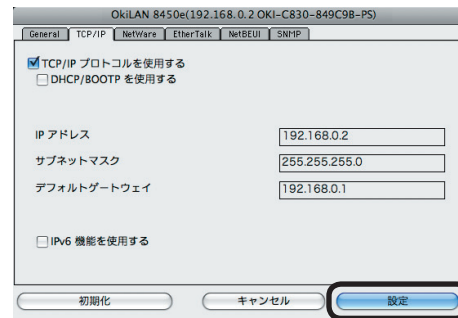 OkiLAN 8450e(192.168.0.2 OKI-C830-849C9B-PS)
General TCP/IP NetWare EtherTalk NetBEUI SNMP
TCP/IP プロトコルを使用する
DHCP/BOOTP を使用する
IP アドレス 192.168.0.2
サブネットマスク 255.255.255.0
デフォルトゲートウェイ 192.168.0.1
IPv6 機能を使用する
初期化 キャンセル 設定